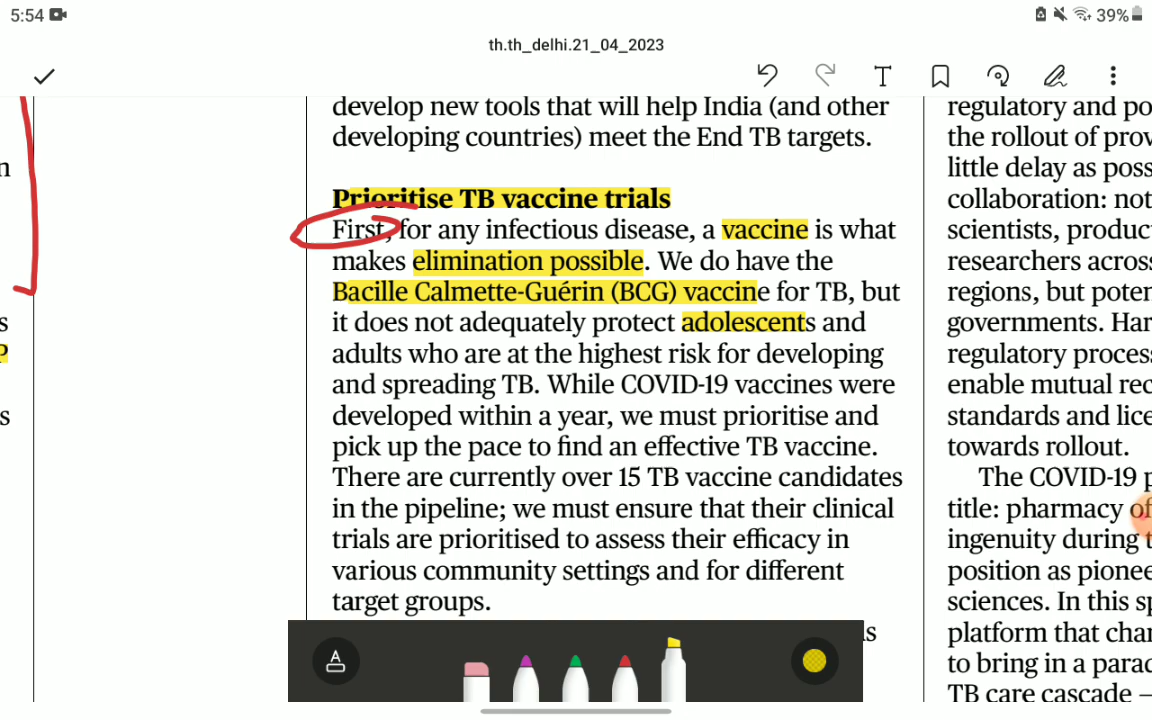 5:54
39%
th.th_delhi.21_04_2023
develop new tools that will help India (and other
developing countries) meet the End TB targets.
Prioritise TB vaccine trials
First, for any infectious disease, a vaccine is what
makes elimination possible. We do have the
Bacille Calmette-Guérin (BCG) vaccine for TB, but
it does not adequately protect adolescents and
adults who are at the highest risk for developing
and spreading TB. While COVID-19 vaccines were
developed within a year, we must prioritise and
pick up the pace to find an effective TB vaccine.
There are currently over 15 TB vaccine candidates
in the pipeline; we must ensure that their clinical
trials are prioritised to assess their efficacy in
various community settings and for different
target groups.
regulatory and po
the rollout of prov
little delay as poss
collaboration: not
scientists, produc
researchers across
regions, but poten
governments. Har
regulatory process
enable mutual rec
standards and lice
towards rollout.
The COVID-19 p
title: pharmacy of
ingenuity during t
position as pionee
sciences. In this sp
platform that char
to bring in a parac
TB care cascade —